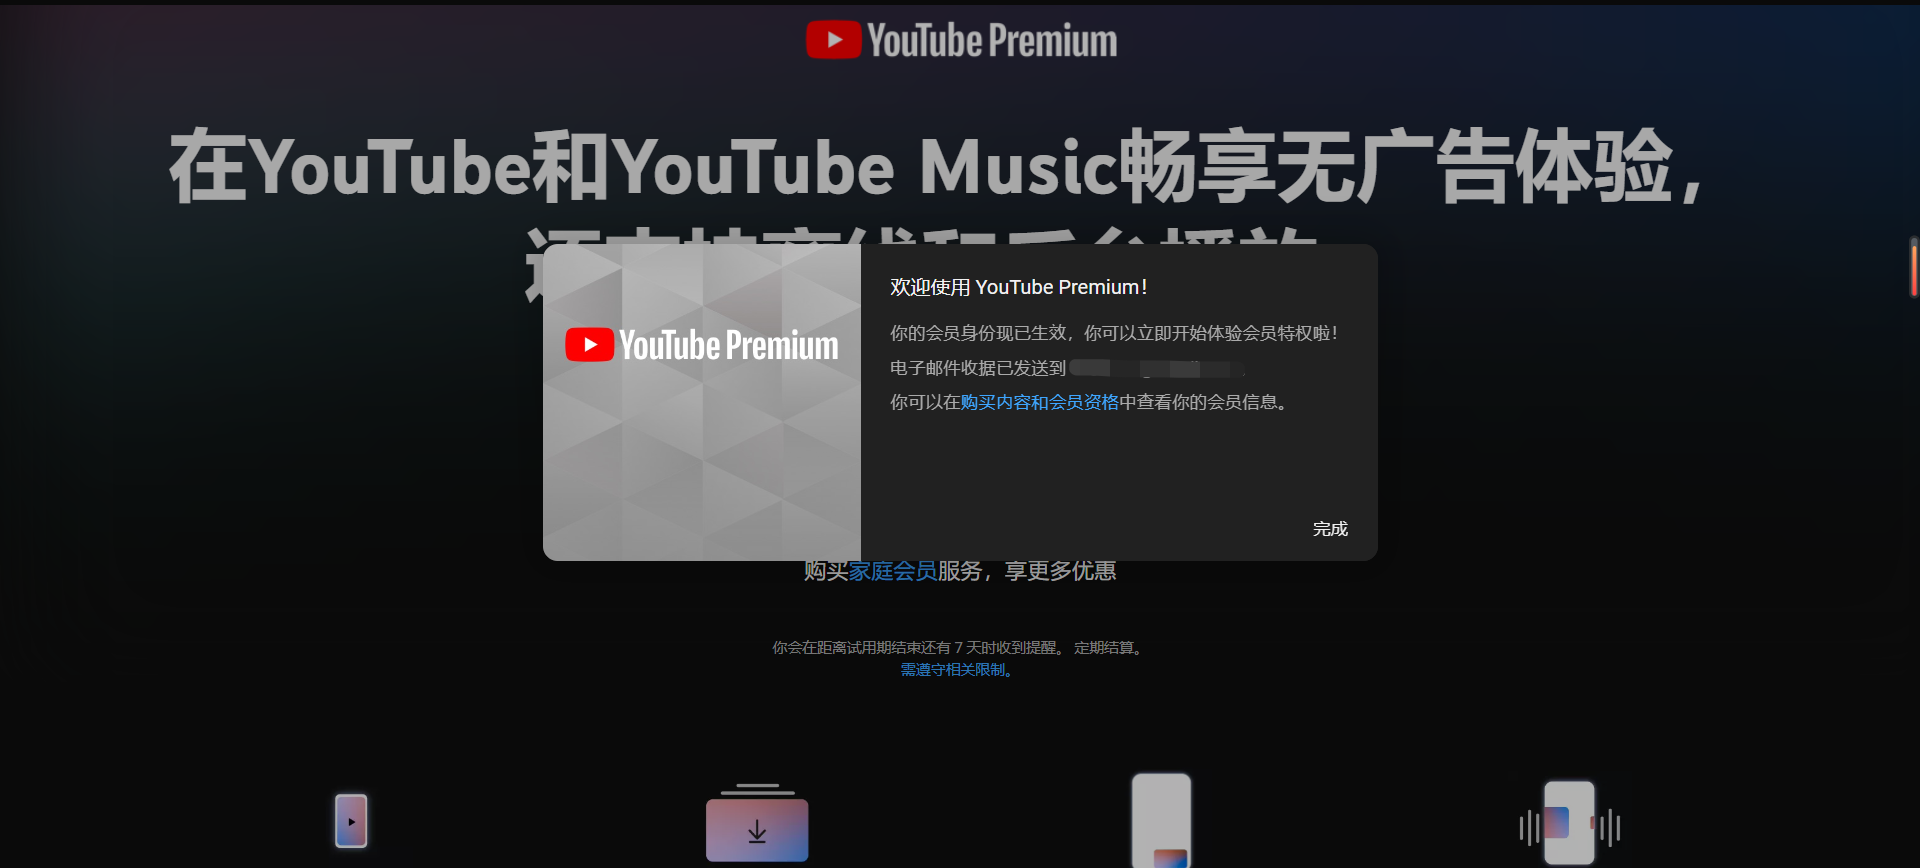 YouTube Premium
在YouTube和YouTube Music畅享无广告体验，
YouTube Premium
欢迎使用 YouTube Premium！
你的会员身份现已生效，你可以立即开始体验会员特权啦！
电子邮件收据已发送到
你可以在购买内容和会员资格中查看你的会员信息。
完成
购买家庭会员服务，享更多优惠
你会在距离试用期结束还有 7 天时收到提醒。 定期结算。
需遵守相关限制。